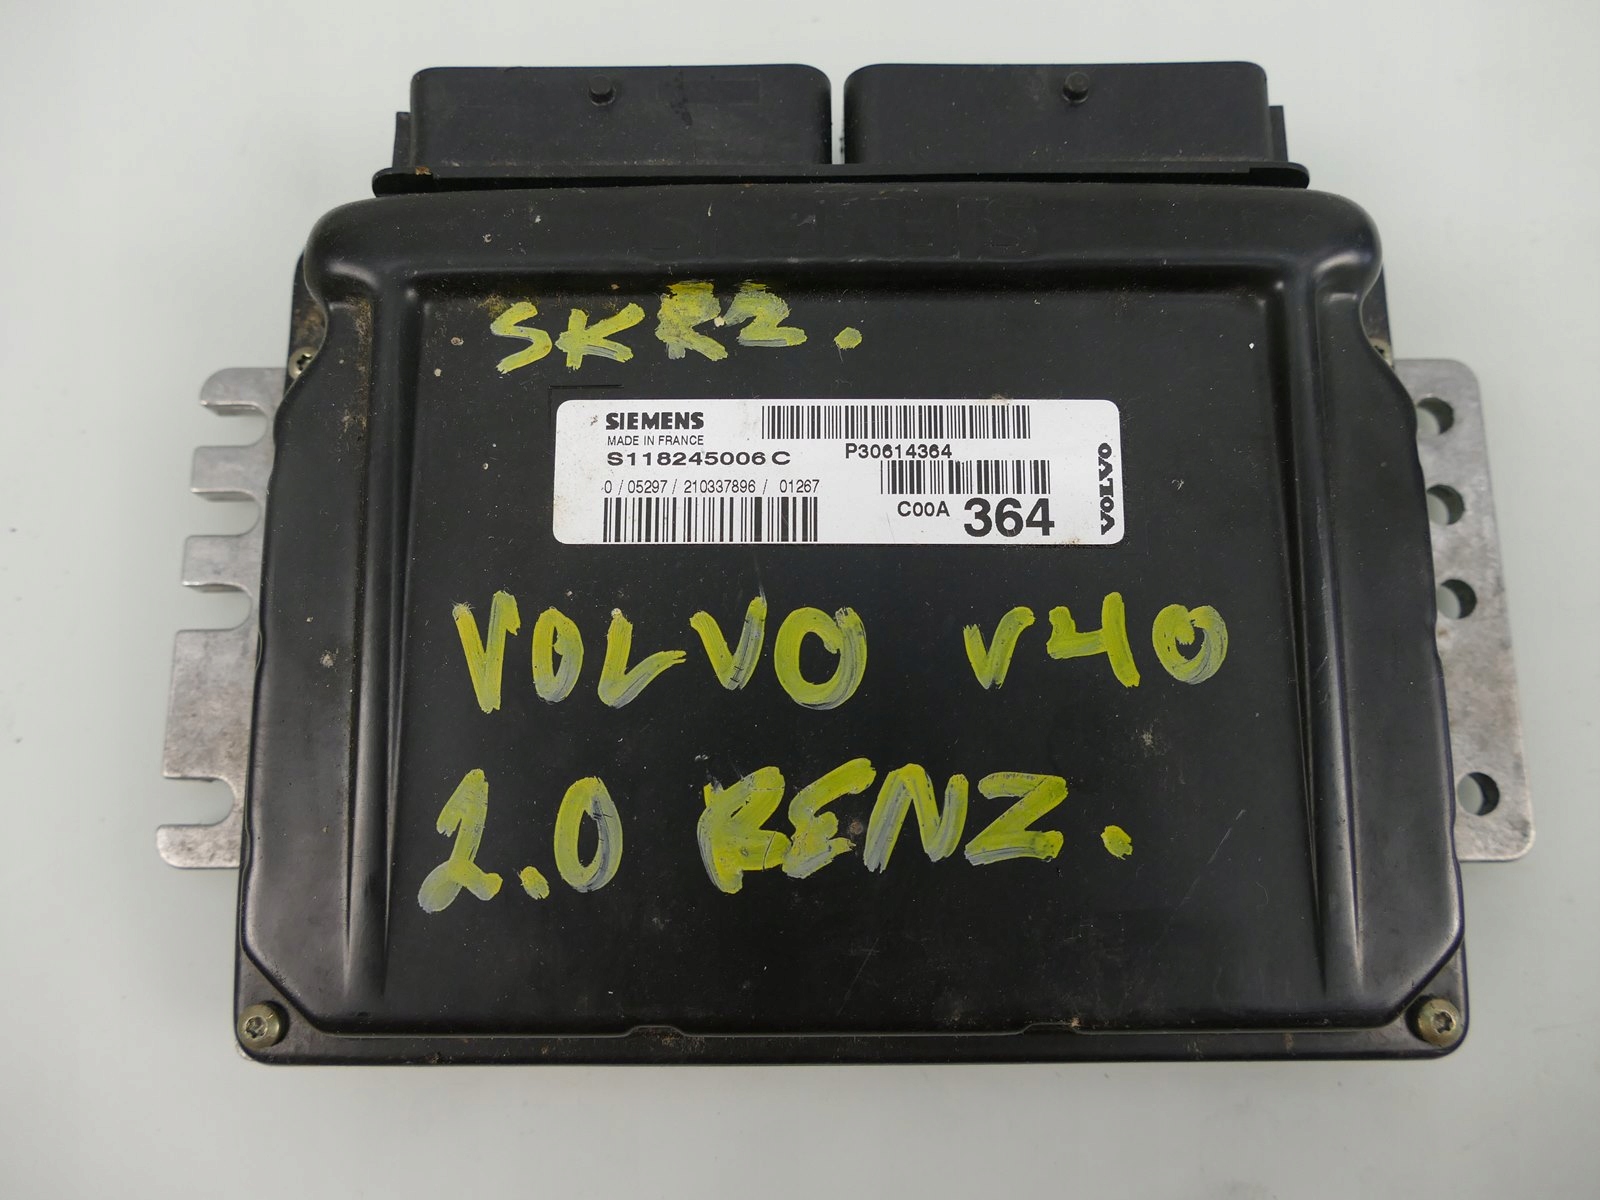 SIEMENS
SKRZ.
SIEMENS
MADE IN FRANCE
S118245006 C
P30614364
0 / 05297 / 210337896 / 01267
C00A 364
VOLVO
VOLVO V40
2.0 BENZ.